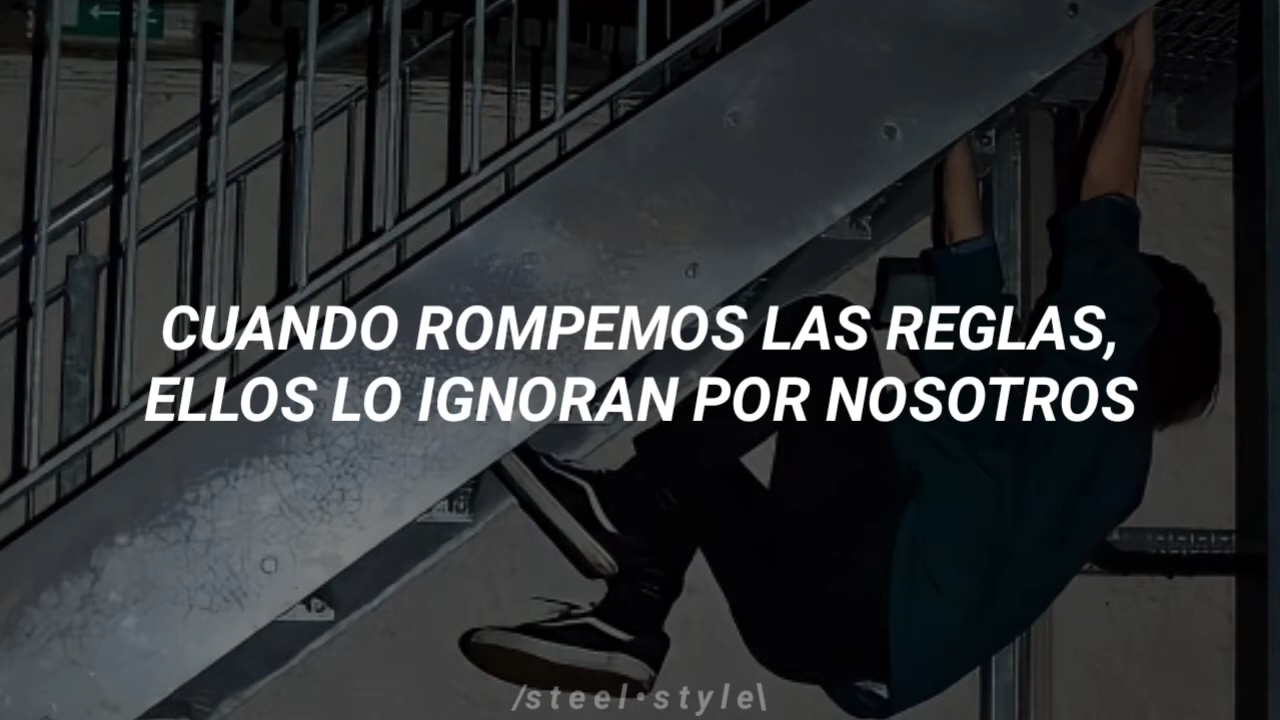 CUANDO ROMPEMOS LAS REGLAS,
ELLOS LO IGNORAN POR NOSOTROS
/steel•style\